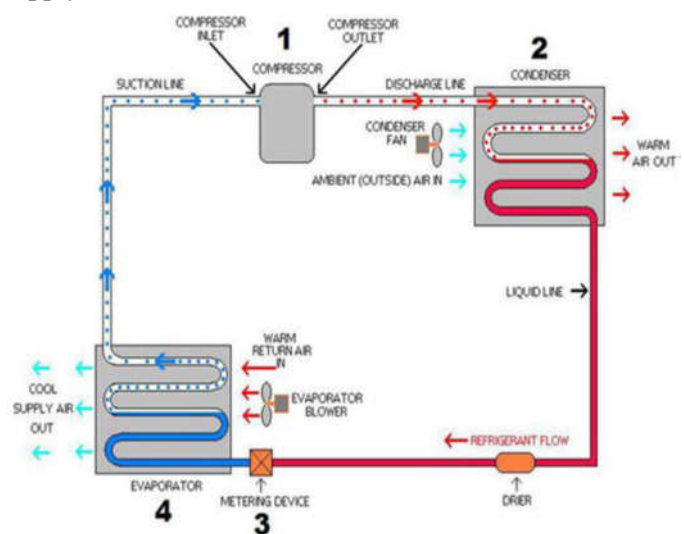 COMPRESSOR
INLET
1
COMPRESSOR
OUTLET
2
COMPRESSOR
CONDENSER
SUCTION LINE
DISCHARGE LINE
CONDENSER
FAN
WARM
AIR OUT
AMBIENT (OUTSIDE) AIR IN
LIQUID LINE
WARM
RETURN AIR
IN
COOL
SUPPLY AIR
OUT
EVAPORATOR
BLOWER
REFRIGERANT FLOW
EVAPORATOR
4
METERING DEVICE
3
DRIER